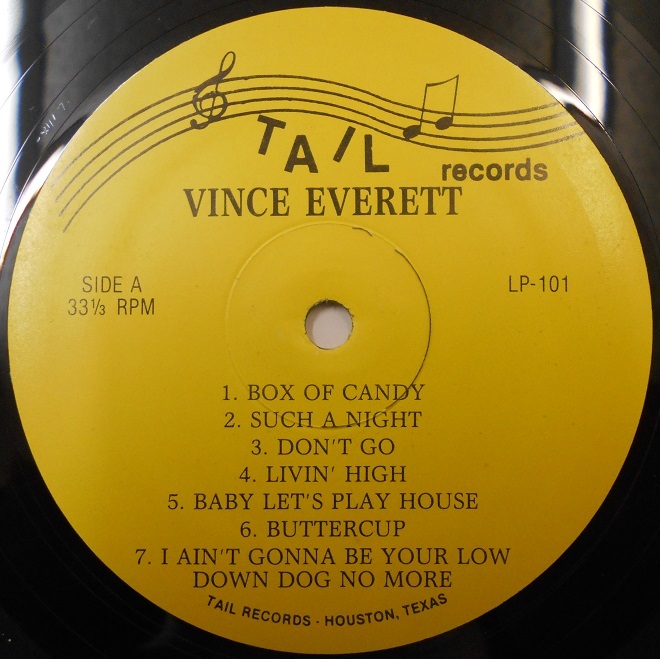 TAIL
records
VINCE EVERETT
SIDE A
33⅓ RPM
LP-101
1. BOX OF CANDY
2. SUCH A NIGHT
3. DON'T GO
4. LIVIN' HIGH
5. BABY LET'S PLAY HOUSE
6. BUTTERCUP
7. I AIN'T GONNA BE YOUR LOW
DOWN DOG NO MORE
TAIL RECORDS - HOUSTON, TEXAS